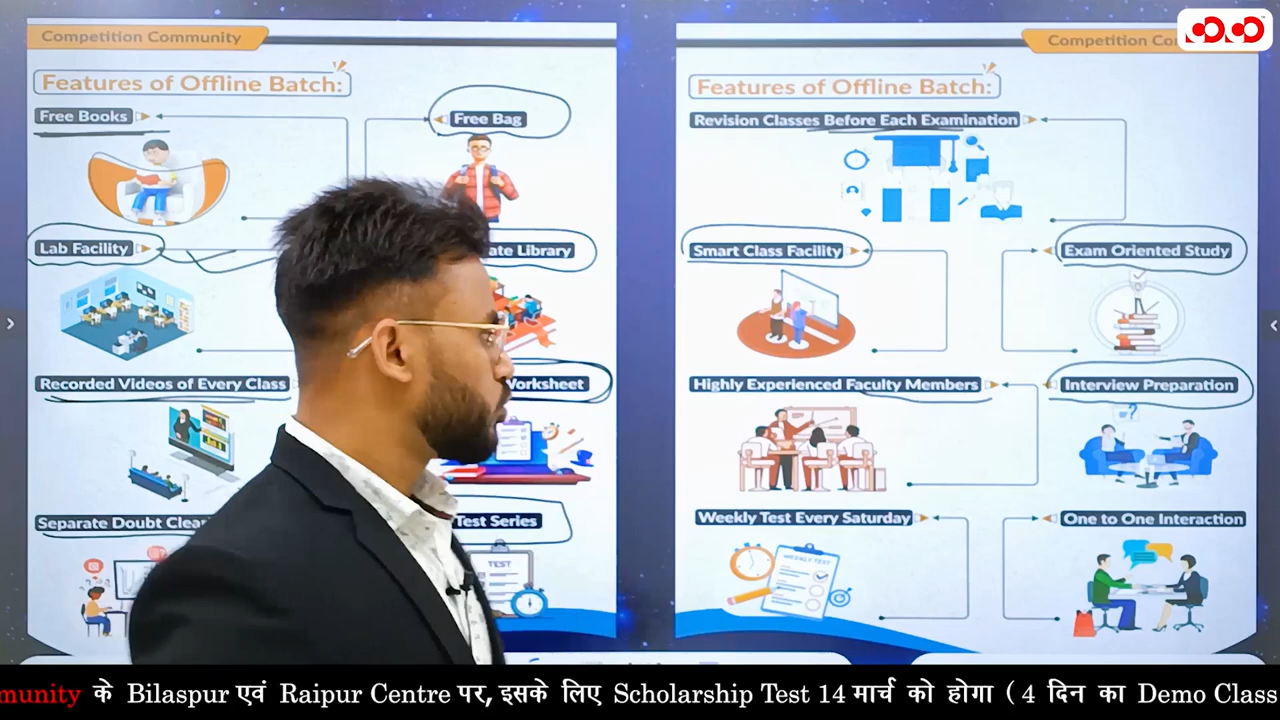 Competition Community
Features of Offline Batch:
Free Books
Free Bag
Lab Facility
Library
Recorded Videos of Every Class
Worksheet
Separate Doubt
Test Series
TEST
Competition
Features of Offline Batch:
Revision Classes Before Each Examination
Smart Class Facility
Exam Oriented Study
Highly Experienced Faculty Members
Interview Preparation
Weekly Test Every Saturday
One to One Interaction
WEEKLY TEST
munity के Bilaspur एवं Raipur Centre पर, इसके लिए Scholarship Test 14 मार्च को होगा ( 4 दिन का Demo Class